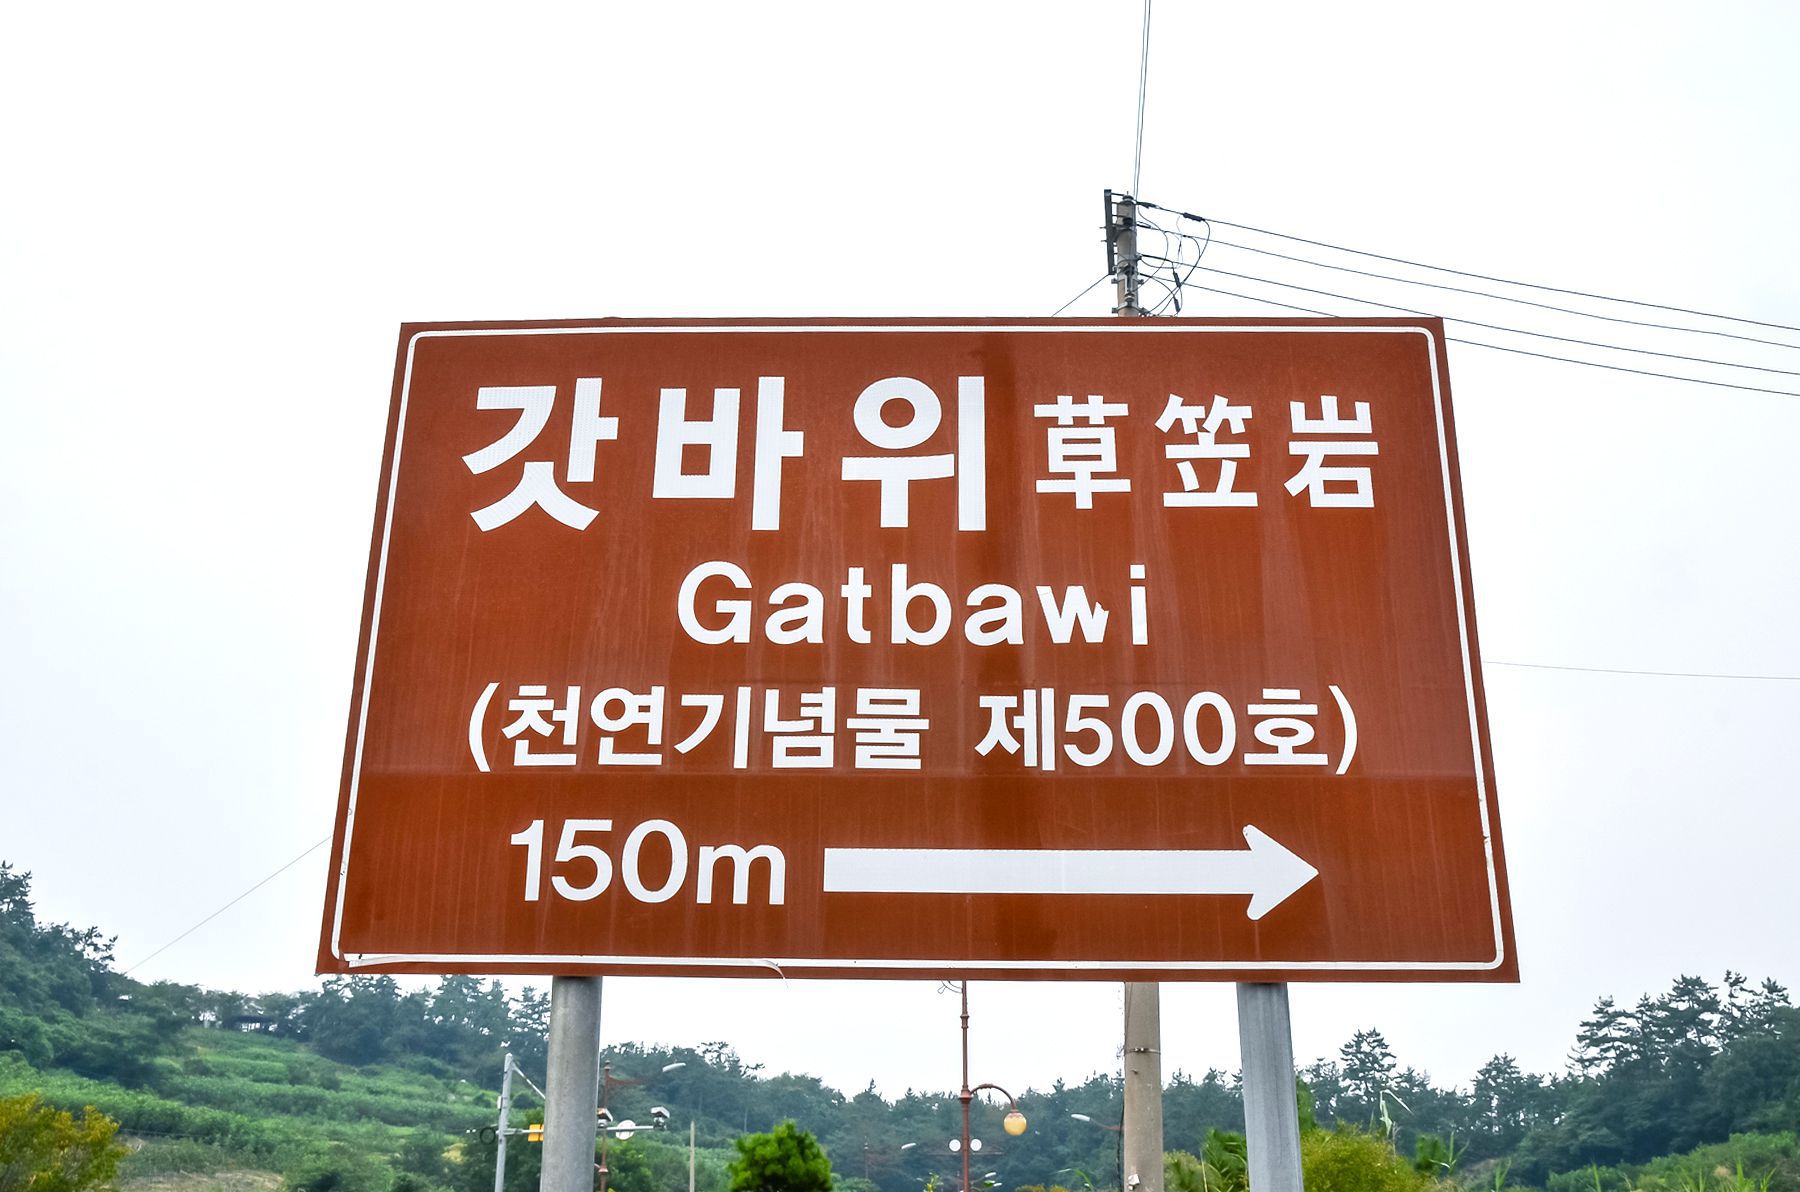 갓바위 草笠岩
Gatbawi
(천연기념물 제500호)
150m